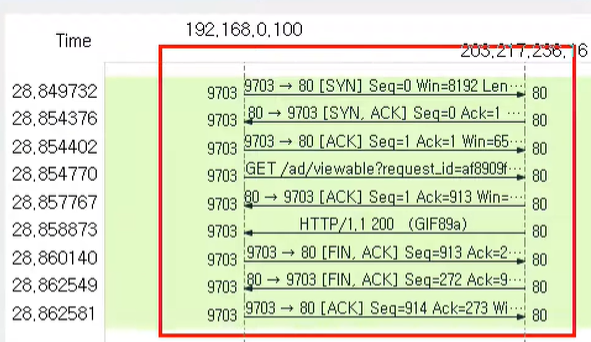 192,168,0,100
Time
203,217,238,16
28,849732 9703 9703 → 80 [SYN] Seq=0 Win=8192 Len⋯ 80
28,854376 9703 80 → 9703 [SYN, ACK] Seq=0 Ack=1 ⋯ 80
28,854402 9703 9703 → 80 [ACK] Seq=1 Ack=1 Win=65⋯ 80
28,854770 9703 GET /ad/viewable?request_id=af8909f⋯ 80
28,857767 9703 80 → 9703 [ACK] Seq=1 Ack=913 Win=⋯ 80
28,858873 9703 HTTP/1,1 200 (GIF89a) 80
28,860140 9703 9703 → 80 [FIN, ACK] Seq=913 Ack=2⋯ 80
28,862549 9703 80 → 9703 [FIN, ACK] Seq=272 Ack=9⋯ 80
28,862581 9703 9703 → 80 [ACK] Seq=914 Ack=273 Wi⋯ 80